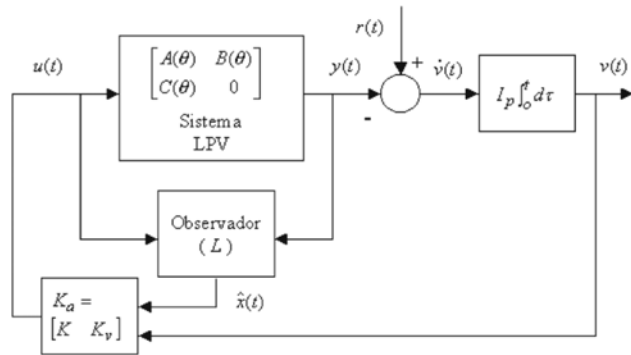 r(t)
u(t)
[A(θ) B(θ)
C(θ) 0]
Sistema
LPV
y(t)
+
-
v̇(t)
I_p ∫_o^t dτ
v(t)
Observador
(L)
x̂(t)
K_a =
[K K_v]